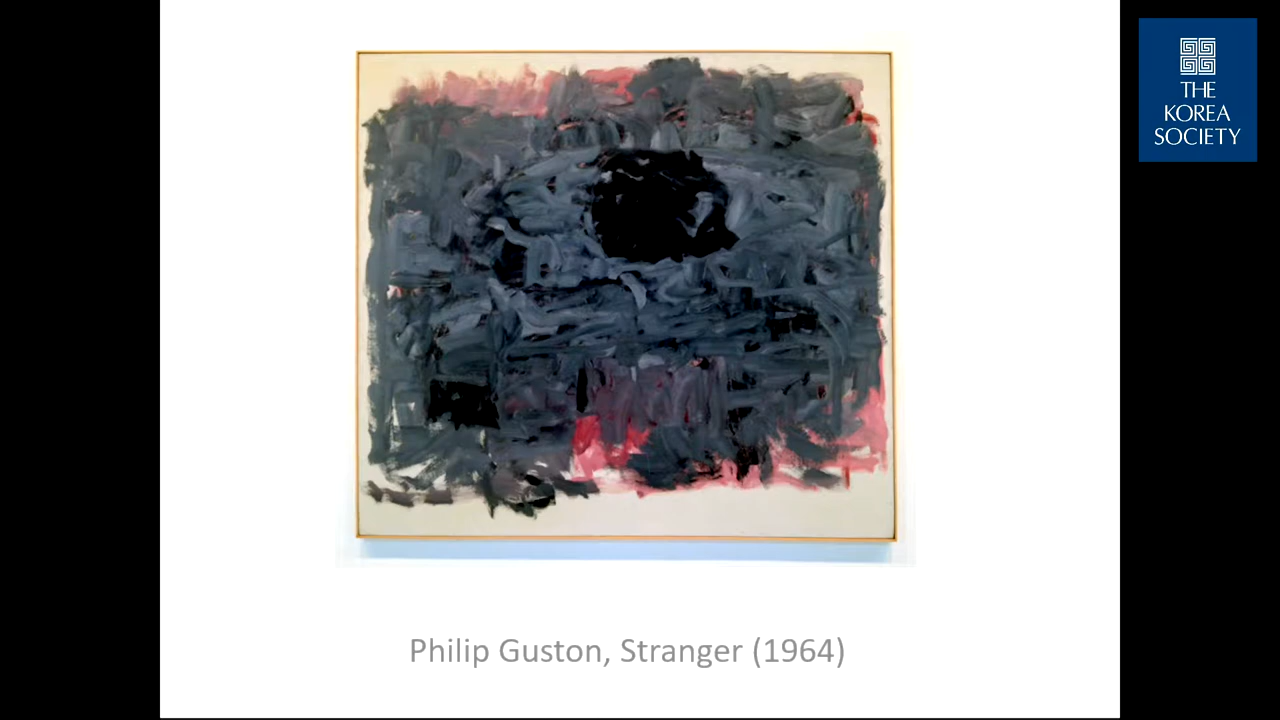 THE
KOREA
SOCIETY
Philip Guston, Stranger (1964)